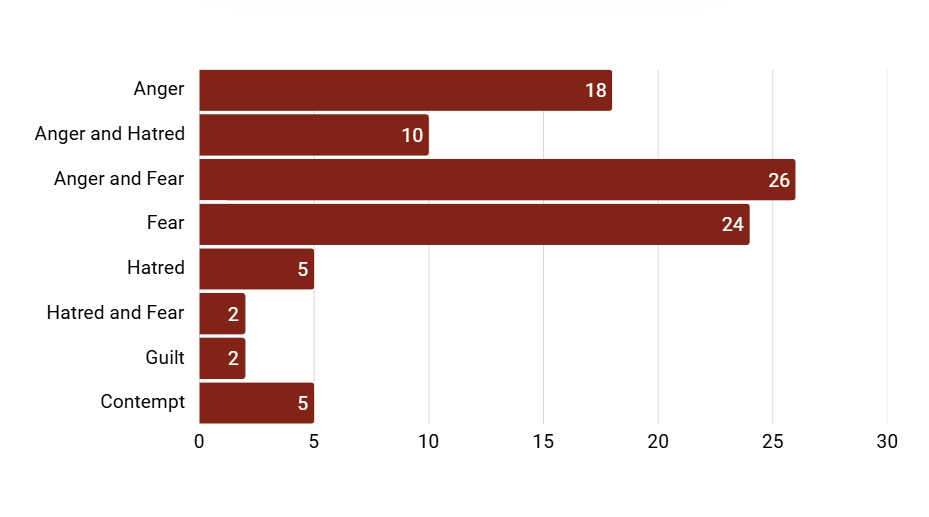 Anger 18
Anger and Hatred 10
Anger and Fear 26
Fear 24
Hatred 5
Hatred and Fear 2
Guilt 2
Contempt 5
0 5 10 15 20 25 30